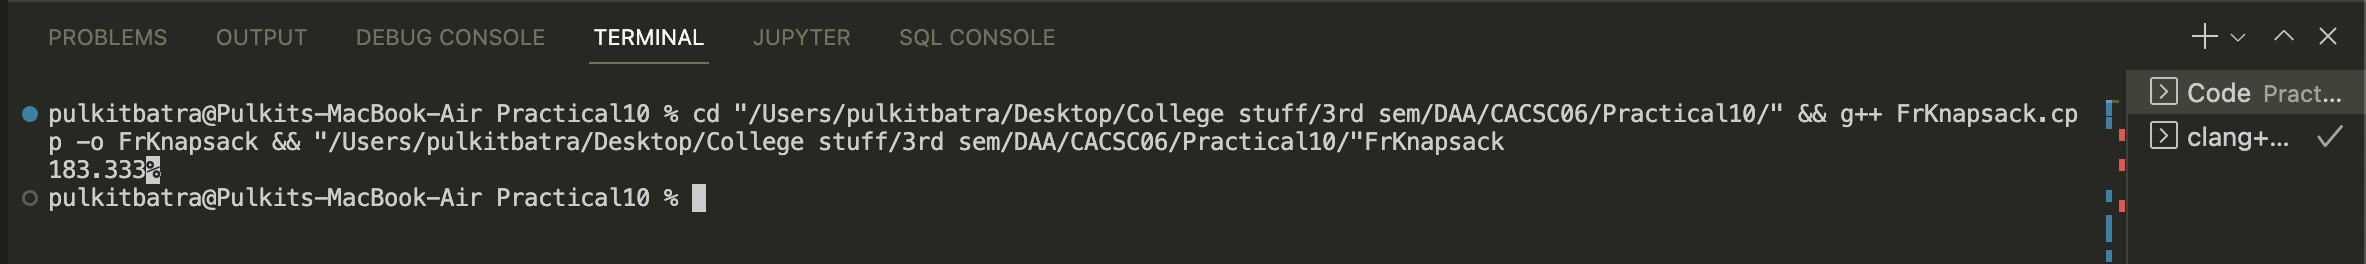 PROBLEMS OUTPUT DEBUG CONSOLE TERMINAL JUPYTER SQL CONSOLE
pulkitbatra@Pulkits-MacBook-Air Practical10 % cd "/Users/pulkitbatra/Desktop/College stuff/3rd sem/DAA/CACSC06/Practical10/" && g++ FrKnapsack.cp
p -o FrKnapsack && "/Users/pulkitbatra/Desktop/College stuff/3rd sem/DAA/CACSC06/Practical10/"FrKnapsack
183.333%
pulkitbatra@Pulkits-MacBook-Air Practical10 %
Code Pract...
clang+...